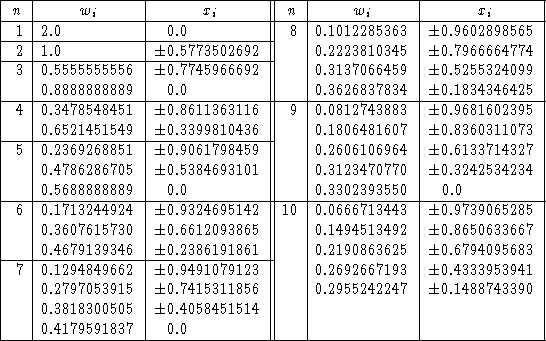 n w_i x_i n w_i x_i
1 2.0 0.0 8 0.1012285363 ±0.9602898565
2 1.0 ±0.5773502692 0.2223810345 ±0.7966664774
3 0.5555555556 ±0.7745966692 0.3137066459 ±0.5255324099
0.8888888889 0.0 0.3626837834 ±0.1834346425
4 0.3478548451 ±0.8611363116 9 0.0812743883 ±0.9681602395
0.6521451549 ±0.3399810436 0.1806481607 ±0.8360311073
5 0.2369268851 ±0.9061798459 0.2606106964 ±0.6133714327
0.4786286705 ±0.5384693101 0.3123470770 ±0.3242534234
0.5688888889 0.0 0.3302393550 0.0
6 0.1713244924 ±0.9324695142 10 0.0666713443 ±0.9739065285
0.3607615730 ±0.6612093865 0.1494513492 ±0.8650633667
0.4679139346 ±0.2386191861 0.2190863625 ±0.6794095683
7 0.1294849662 ±0.9491079123 0.2692667193 ±0.4333953941
0.2797053915 ±0.7415311856 0.2955242247 ±0.1488743390
0.3818300505 ±0.4058451514
0.4179591837 0.0